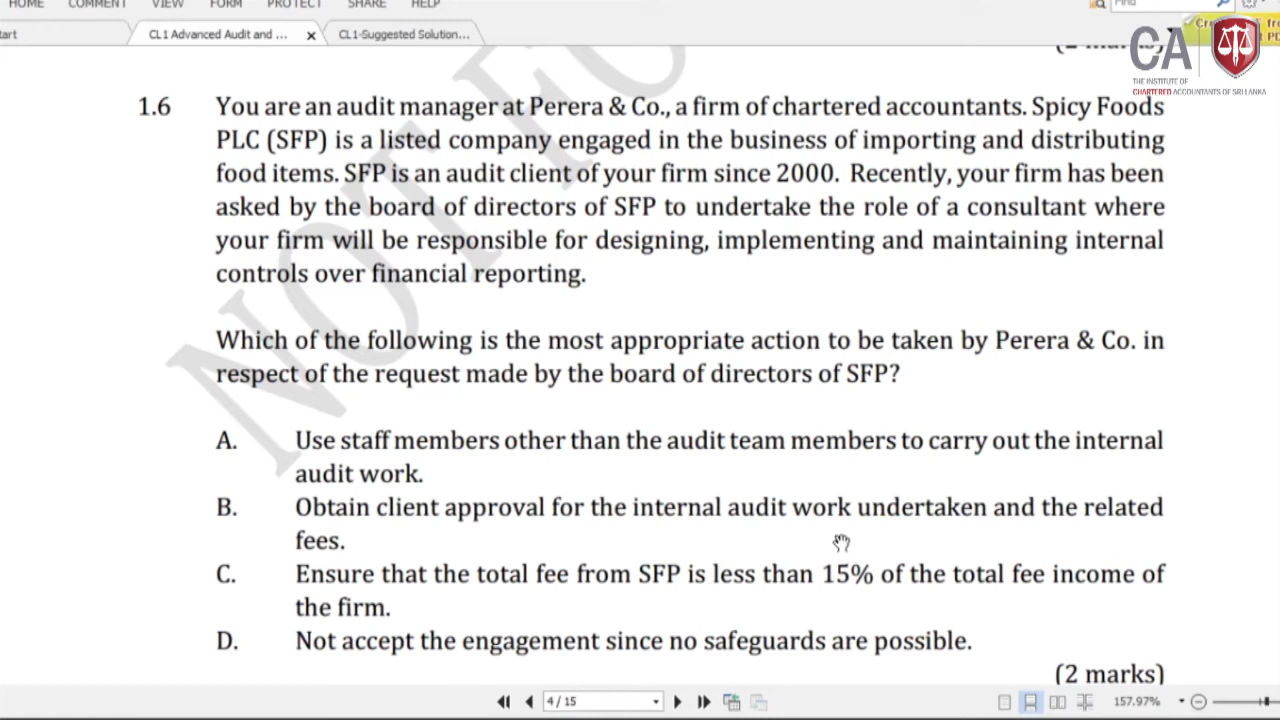 HOME COMMENT VIEW FORM PROTECT SHARE HELP
Find
tart CL1 Advanced Audit and ... x CL1-Suggested Solution...
CA
THE INSTITUTE OF
CHARTERED ACCOUNTANTS OF SRI LANKA
1.6 You are an audit manager at Perera & Co., a firm of chartered accountants. Spicy Foods
PLC (SFP) is a listed company engaged in the business of importing and distributing
food items. SFP is an audit client of your firm since 2000. Recently, your firm has been
asked by the board of directors of SFP to undertake the role of a consultant where
your firm will be responsible for designing, implementing and maintaining internal
controls over financial reporting.
Which of the following is the most appropriate action to be taken by Perera & Co. in
respect of the request made by the board of directors of SFP?
A. Use staff members other than the audit team members to carry out the internal
audit work.
B. Obtain client approval for the internal audit work undertaken and the related
fees.
C. Ensure that the total fee from SFP is less than 15% of the total fee income of
the firm.
D. Not accept the engagement since no safeguards are possible.
(2 marks)
NOT FO
4 / 15 157.97%